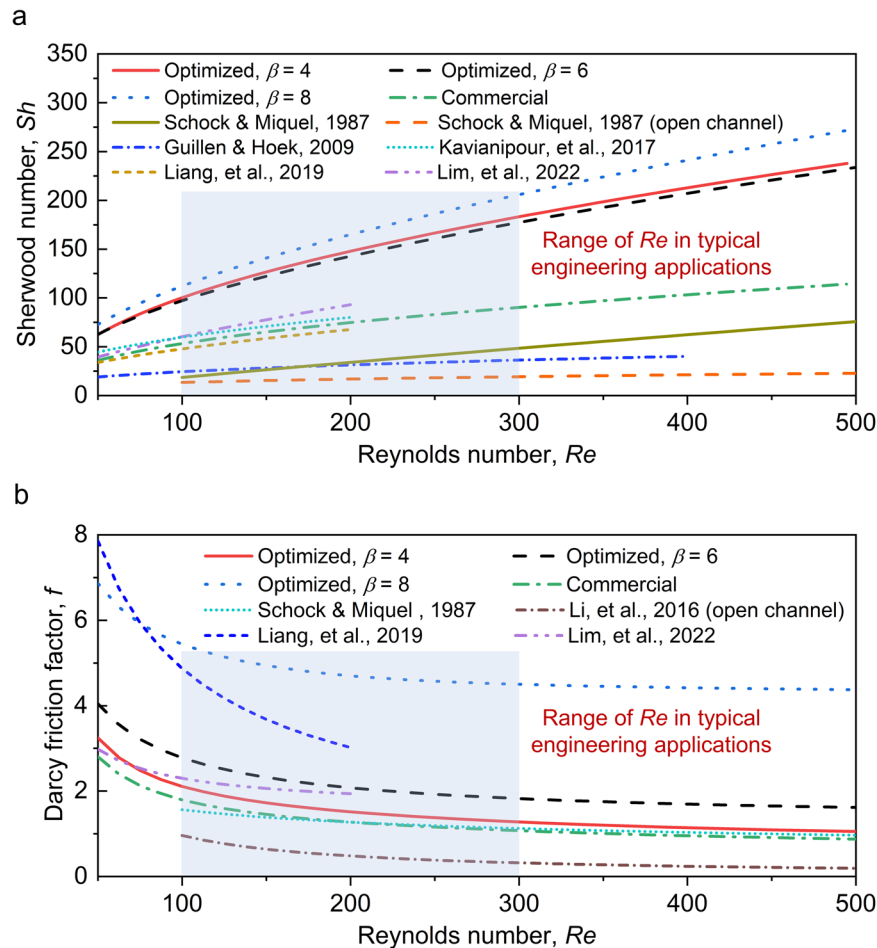 a
350
300
250
200
150
100
50
0
Sherwood number, Sh
Optimized, β = 4
Optimized, β = 6
Optimized, β = 8
Commercial
Schock & Miquel, 1987
Schock & Miquel, 1987 (open channel)
Guillen & Hoek, 2009
Kavianipour, et al., 2017
Liang, et al., 2019
Lim, et al., 2022
Range of Re in typical
engineering applications
100 200 300 400 500
Reynolds number, Re
b
8
6
4
2
0
Darcy friction factor, f
Optimized, β = 4
Optimized, β = 6
Optimized, β = 8
Commercial
Schock & Miquel , 1987
Li, et al., 2016 (open channel)
Liang, et al., 2019
Lim, et al., 2022
Range of Re in typical
engineering applications
100 200 300 400 500
Reynolds number, Re